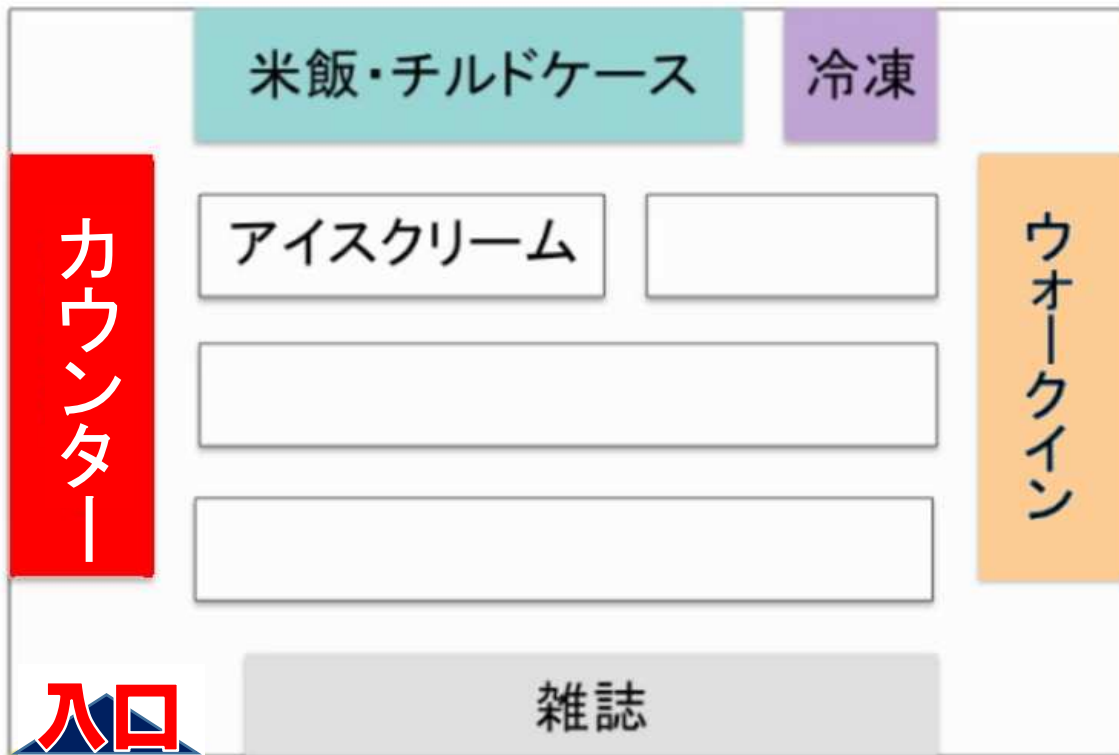 米飯・チルドケース
冷凍
カウンター
アイスクリーム
ウォークイン
雑誌
入口